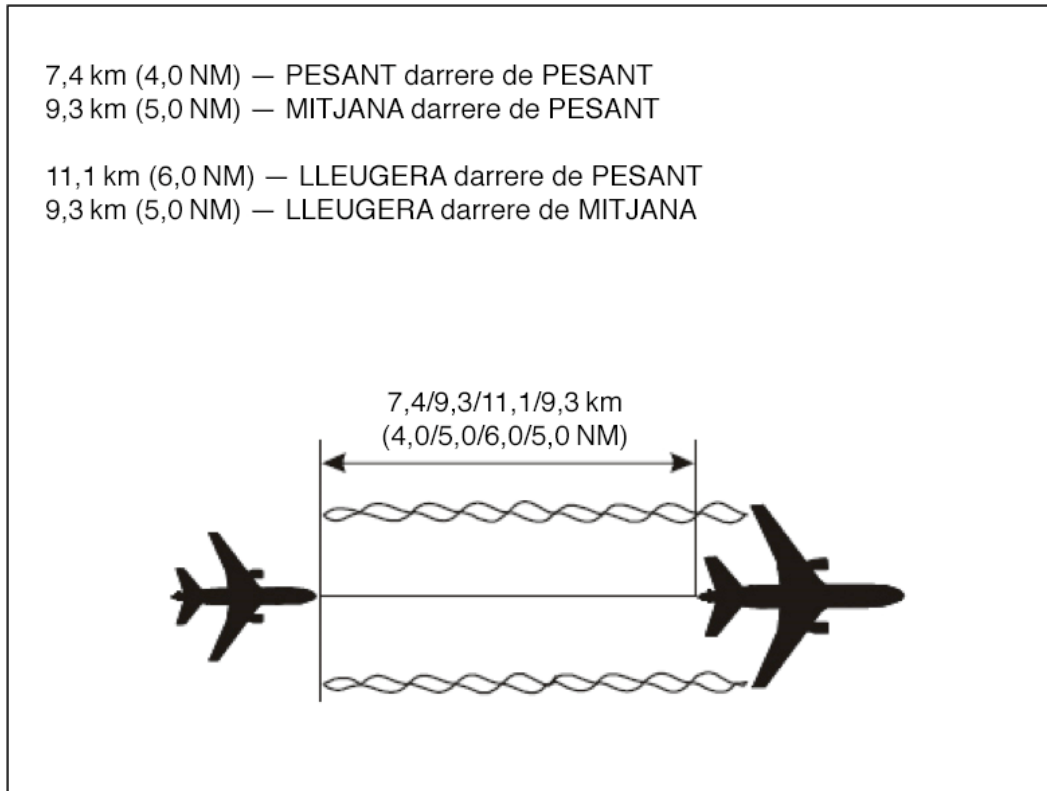 7,4 km (4,0 NM) — PESANT darrere de PESANT
9,3 km (5,0 NM) — MITJANA darrere de PESANT
11,1 km (6,0 NM) — LLEUGERA darrere de PESANT
9,3 km (5,0 NM) — LLEUGERA darrere de MITJANA
7,4/9,3/11,1/9,3 km
(4,0/5,0/6,0/5,0 NM)